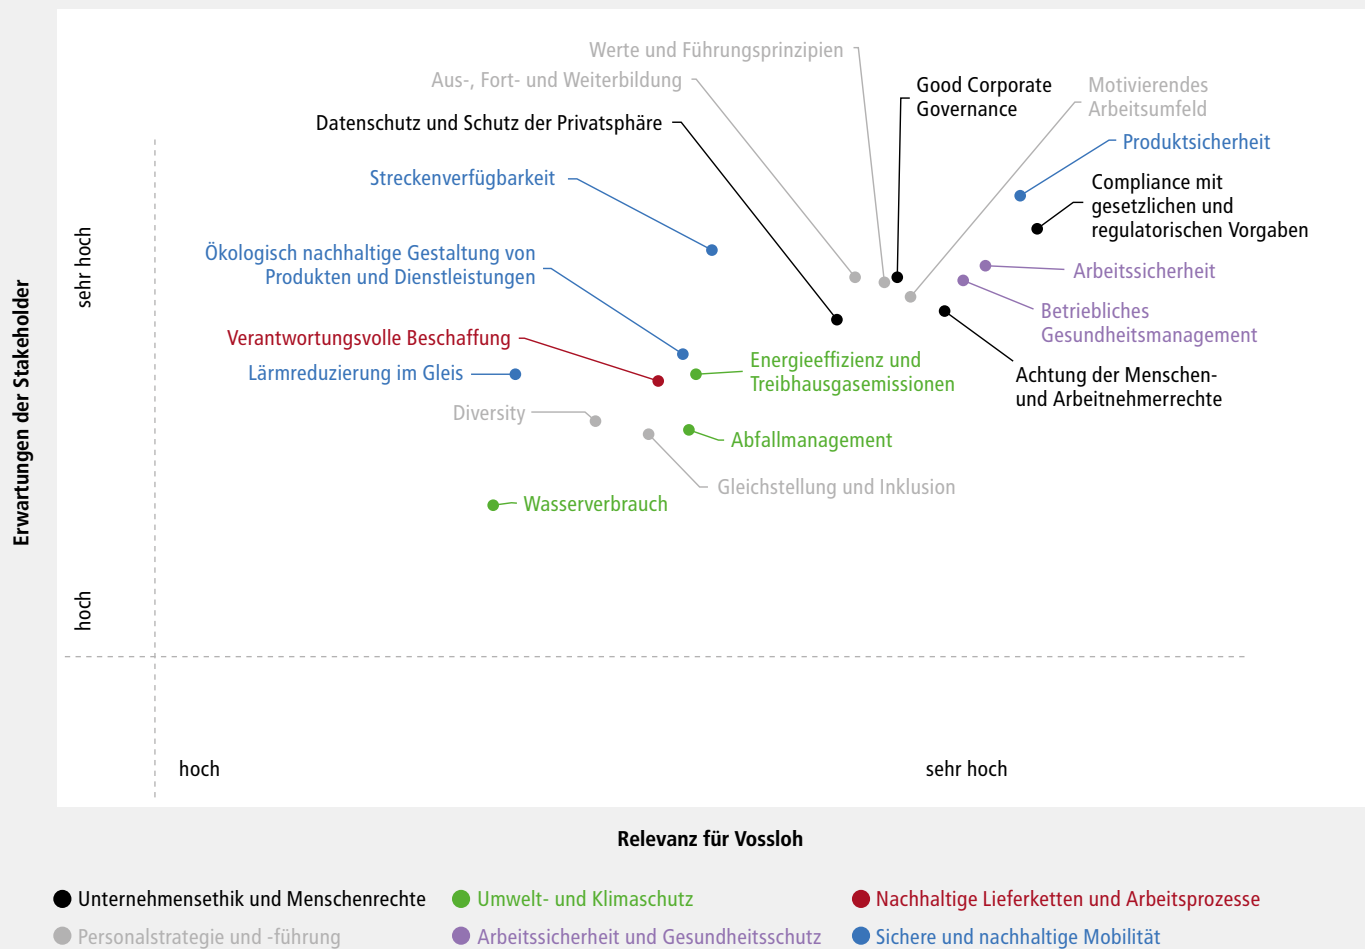 Werte und Führungsprinzipien
Aus-, Fort- und Weiterbildung
Good Corporate
Governance
Motivierendes
Arbeitsumfeld
Datenschutz und Schutz der Privatsphäre
Produktsicherheit
Streckenverfügbarkeit
Compliance mit
gesetzlichen und
regulatorischen Vorgaben
Ökologisch nachhaltige Gestaltung von
Produkten und Dienstleistungen
Arbeitssicherheit
Betriebliches
Gesundheitsmanagement
Verantwortungsvolle Beschaffung
Lärmreduzierung im Gleis
Energieeffizienz und
Treibhausgasemissionen
Achtung der Menschen-
und Arbeitnehmerrechte
Diversity
Abfallmanagement
Gleichstellung und Inklusion
Wasserverbrauch
Erwartungen der Stakeholder
sehr hoch
hoch
hoch
sehr hoch
Relevanz für Vossloh
Unternehmensethik und Menschenrechte
Umwelt- und Klimaschutz
Nachhaltige Lieferketten und Arbeitsprozesse
Personalstrategie und -führung
Arbeitssicherheit und Gesundheitsschutz
Sichere und nachhaltige Mobilität